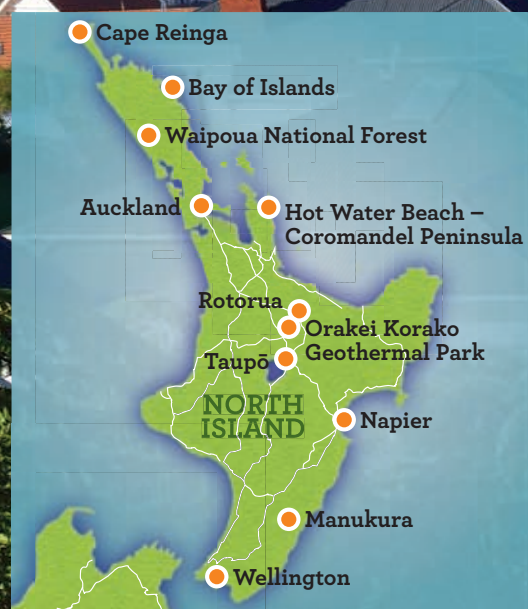 Cape Reinga
Bay of Islands
Waipoua National Forest
Auckland
Hot Water Beach –
Coromandel Peninsula
Rotorua
Orakei Korako
Geothermal Park
Taupō
NORTH
ISLAND
Napier
Manukura
Wellington